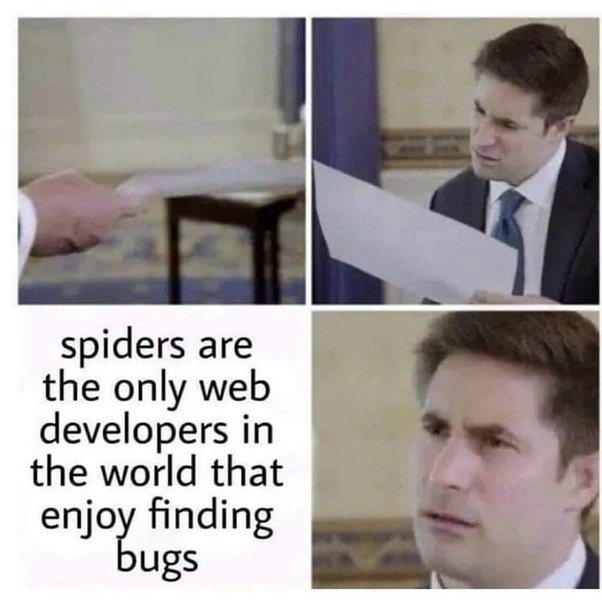 spiders are
the only web
developers in
the world that
enjoy finding
bugs